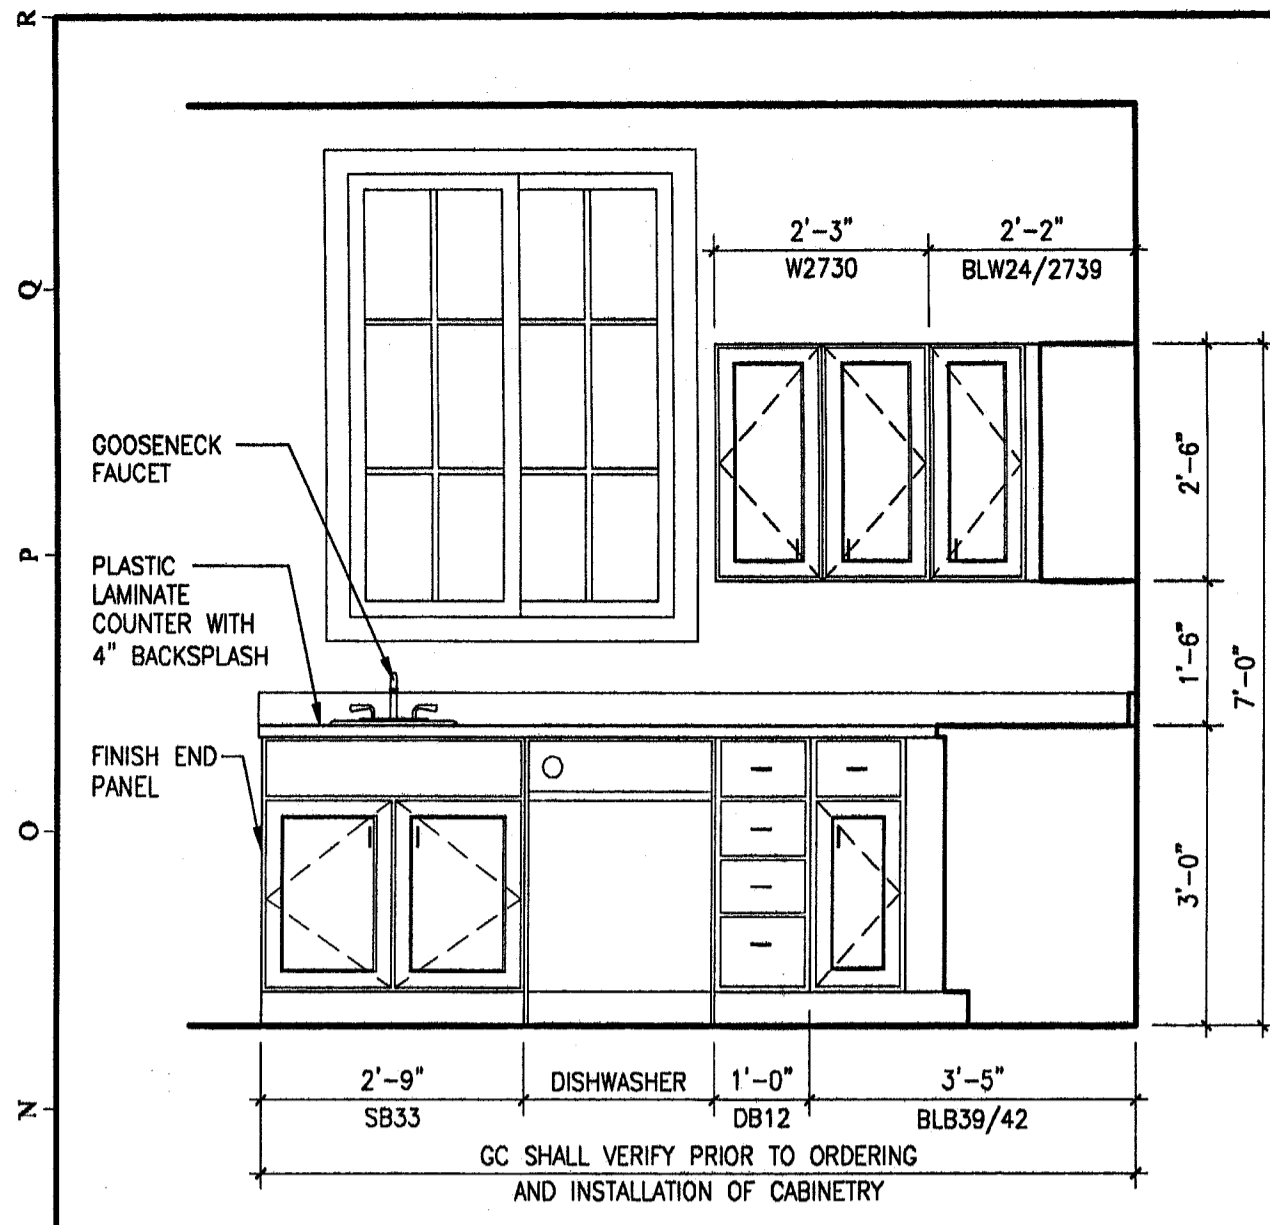 R
2'-3"
2'-2"
W2730
BLW24/2739
Q
GOOSENECK
FAUCET
2'-6"
P
PLASTIC
LAMINATE
COUNTER WITH
4" BACKSPLASH
1'-6"
7'-0"
FINISH END
PANEL
O
3'-0"
2'-9"
DISHWASHER
1'-0"
3'-5"
N
SB33
DB12
BLB39/42
GC SHALL VERIFY PRIOR TO ORDERING
AND INSTALLATION OF CABINETRY